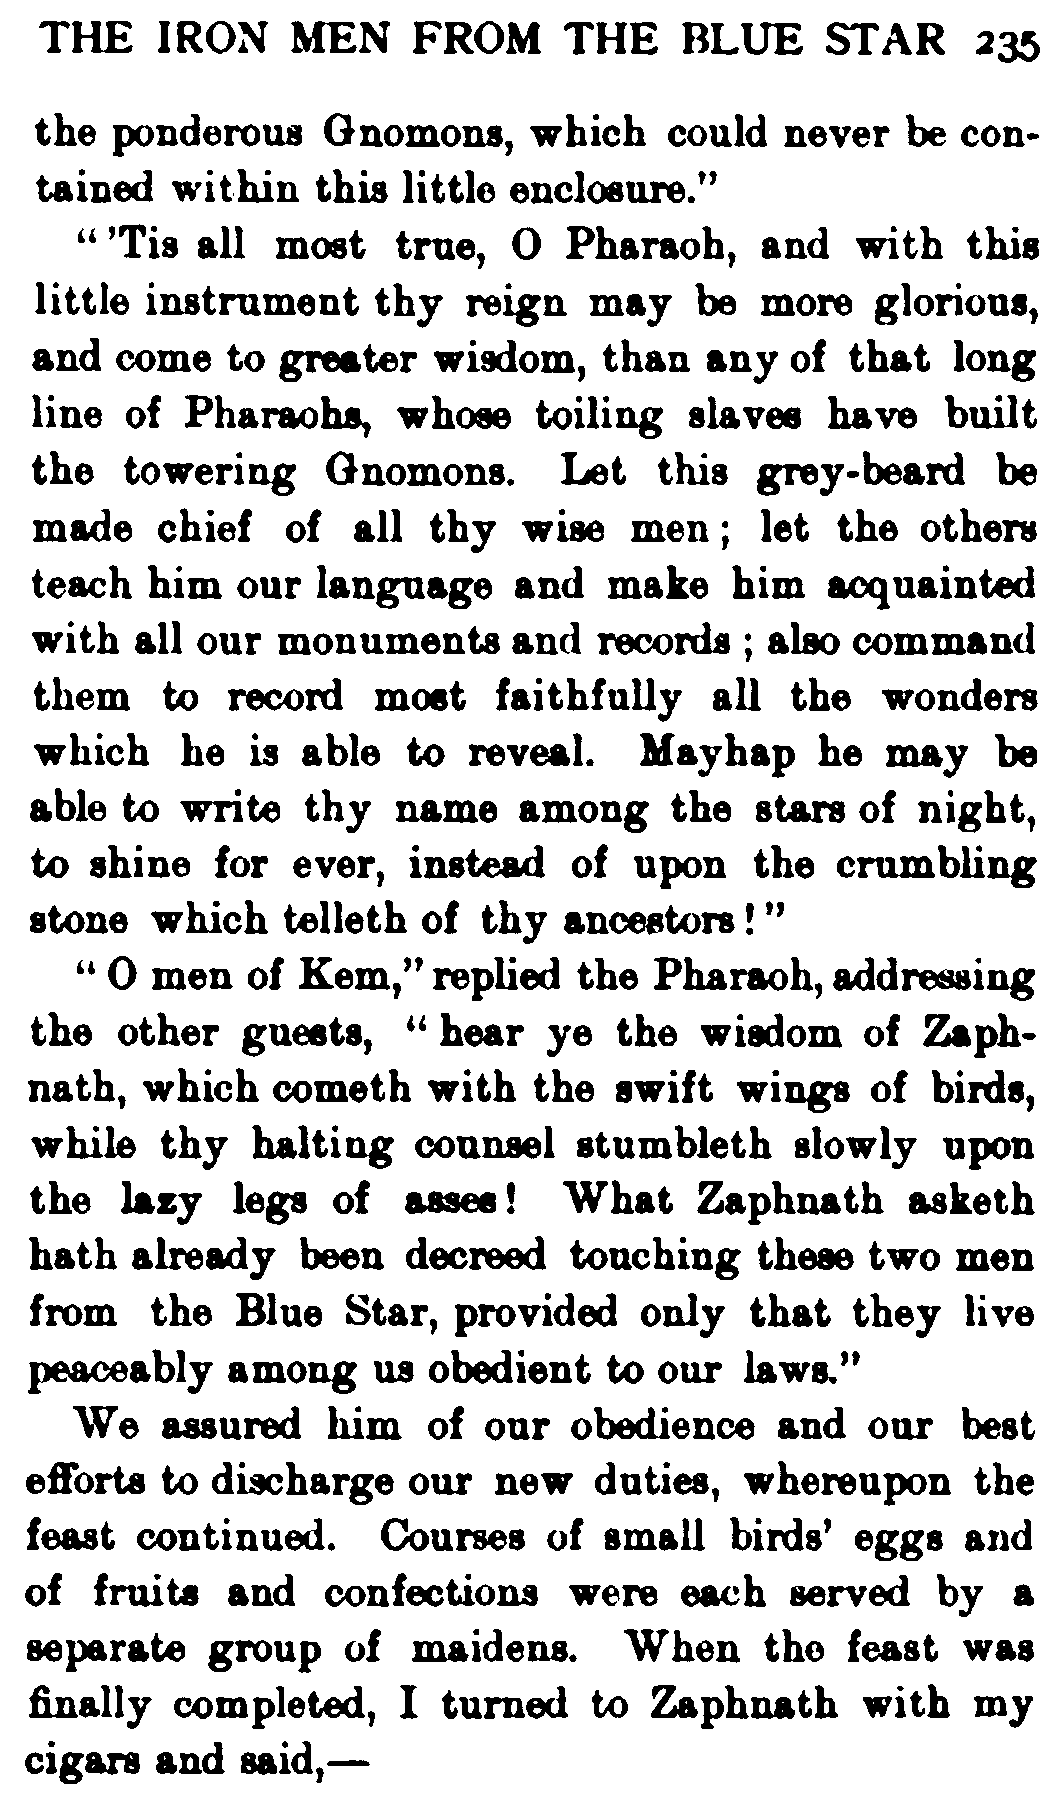 THE IRON MEN FROM THE BLUE STAR 235
the ponderous Gnomons, which could never be con-
tained within this little enclosure."
"'Tis all most true, O Pharaoh, and with this
little instrument thy reign may be more glorious,
and come to greater wisdom, than any of that long
line of Pharaohs, whose toiling slaves have built
the towering Gnomons. Let this grey-beard be
made chief of all thy wise men; let the others
teach him our language and make him acquainted
with all our monuments and records; also command
them to record most faithfully all the wonders
which he is able to reveal. Mayhap he may be
able to write thy name among the stars of night,
to shine for ever, instead of upon the crumbling
stone which telleth of thy ancestors!"
"O men of Kem," replied the Pharaoh, addressing
the other guests, "hear ye the wisdom of Zaph-
nath, which cometh with the swift wings of birds,
while thy halting counsel stumbleth slowly upon
the lazy legs of asses! What Zaphnath asketh
hath already been decreed touching these two men
from the Blue Star, provided only that they live
peaceably among us obedient to our laws."
We assured him of our obedience and our best
efforts to discharge our new duties, whereupon the
feast continued. Courses of small birds' eggs and
of fruits and confections were each served by a
separate group of maidens. When the feast was
finally completed, I turned to Zaphnath with my
cigars and said,—